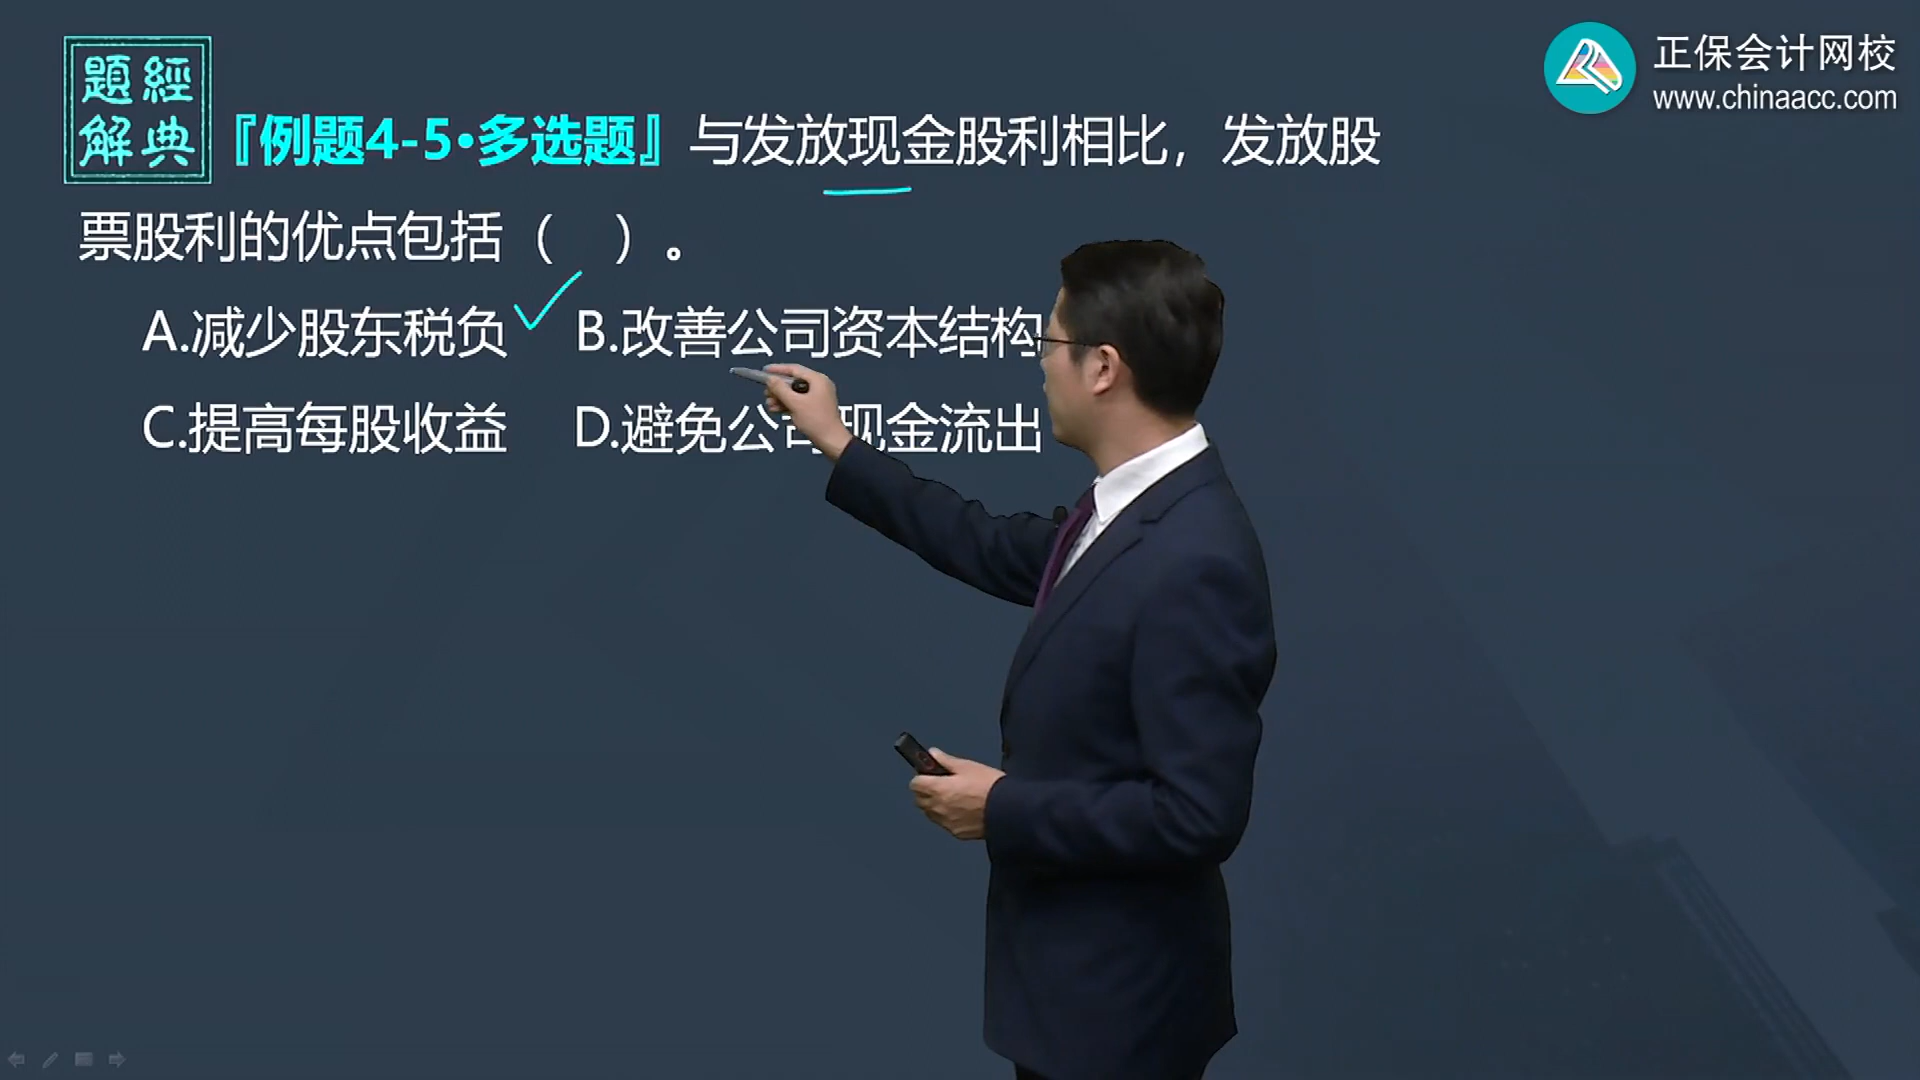 正保会计网校
www.chinaacc.com
題經
解典
『例题4-5•多选题』与发放现金股利相比，发放股
票股利的优点包括（ ）。
A.减少股东税负 B.改善公司资本结构
C.提高每股收益 D.避免公司现金流出